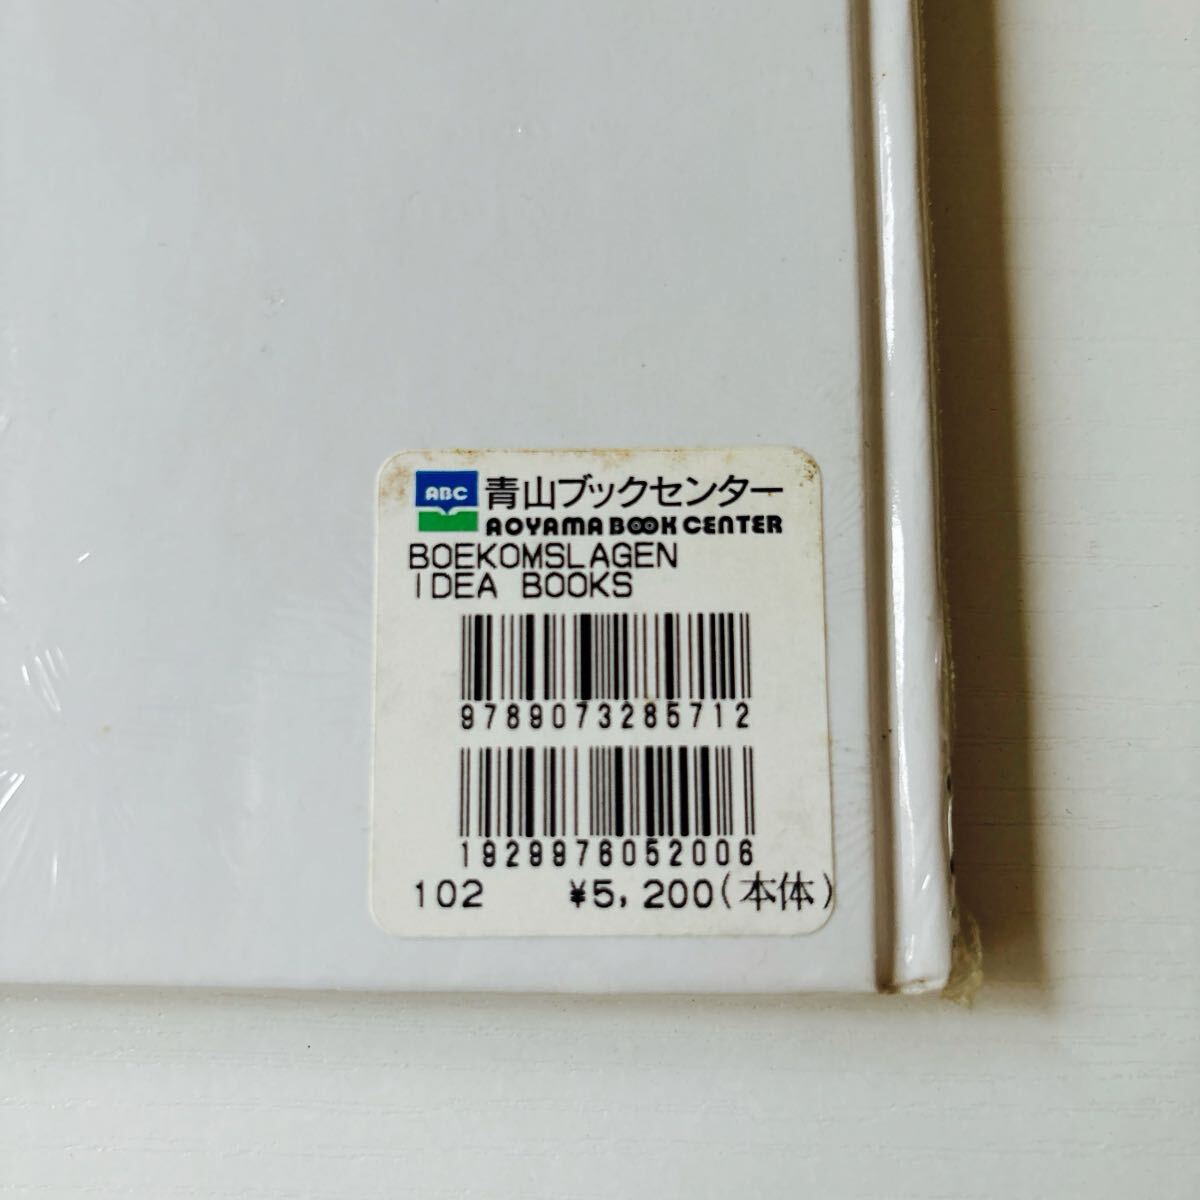 ABC 青山ブックセンター
AOYAMA BOOK CENTER
BOEKOMSLAGEN
IDEA BOOKS
9789073285712
1929976052006
102 ¥5,200(本体)